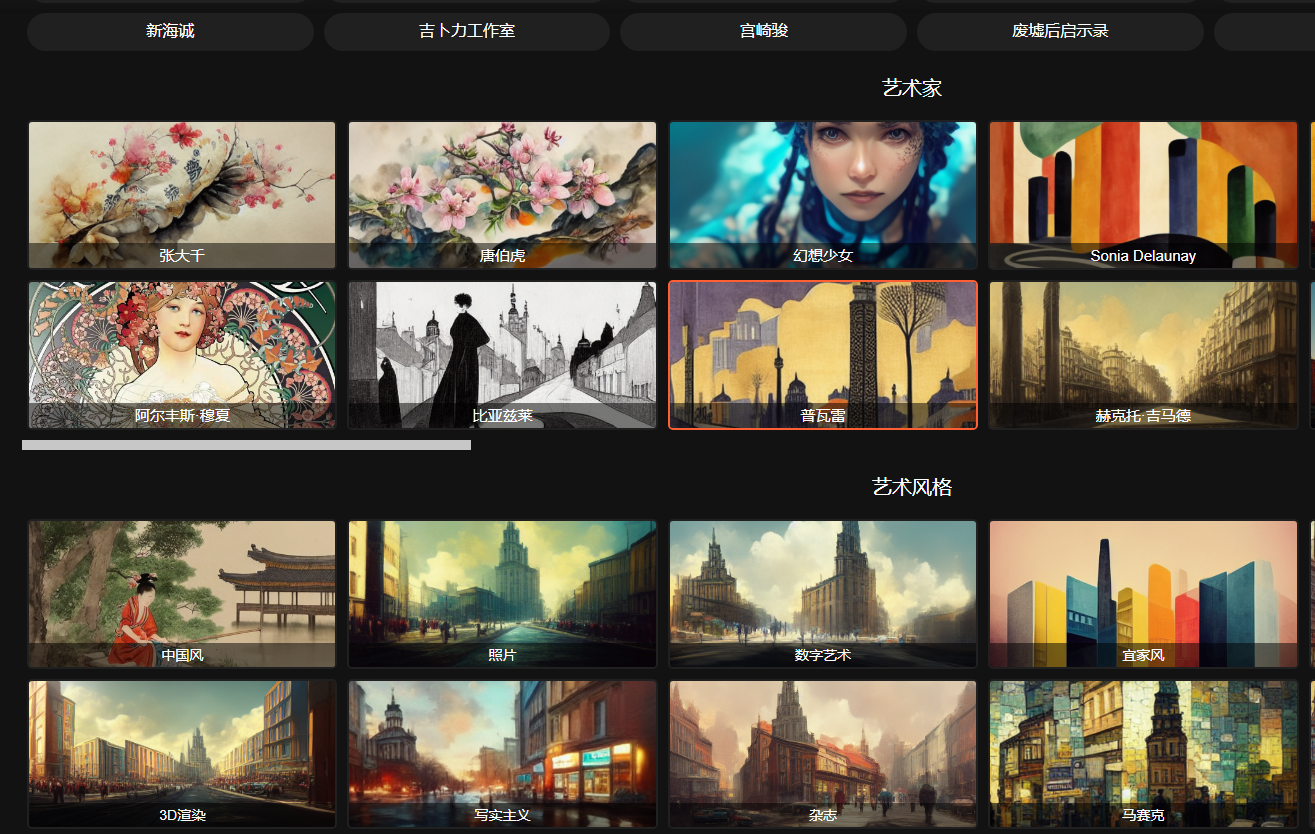 新海诚
吉卜力工作室
宫崎骏
废墟后启示录
艺术家
张大千
唐伯虎
幻想少女
Sonia Delaunay
阿尔丰斯·穆夏
比亚兹莱
普瓦雷
赫克托·吉马德
艺术风格
中国风
照片
数字艺术
宜家风
3D渲染
写实主义
杂志
马赛克